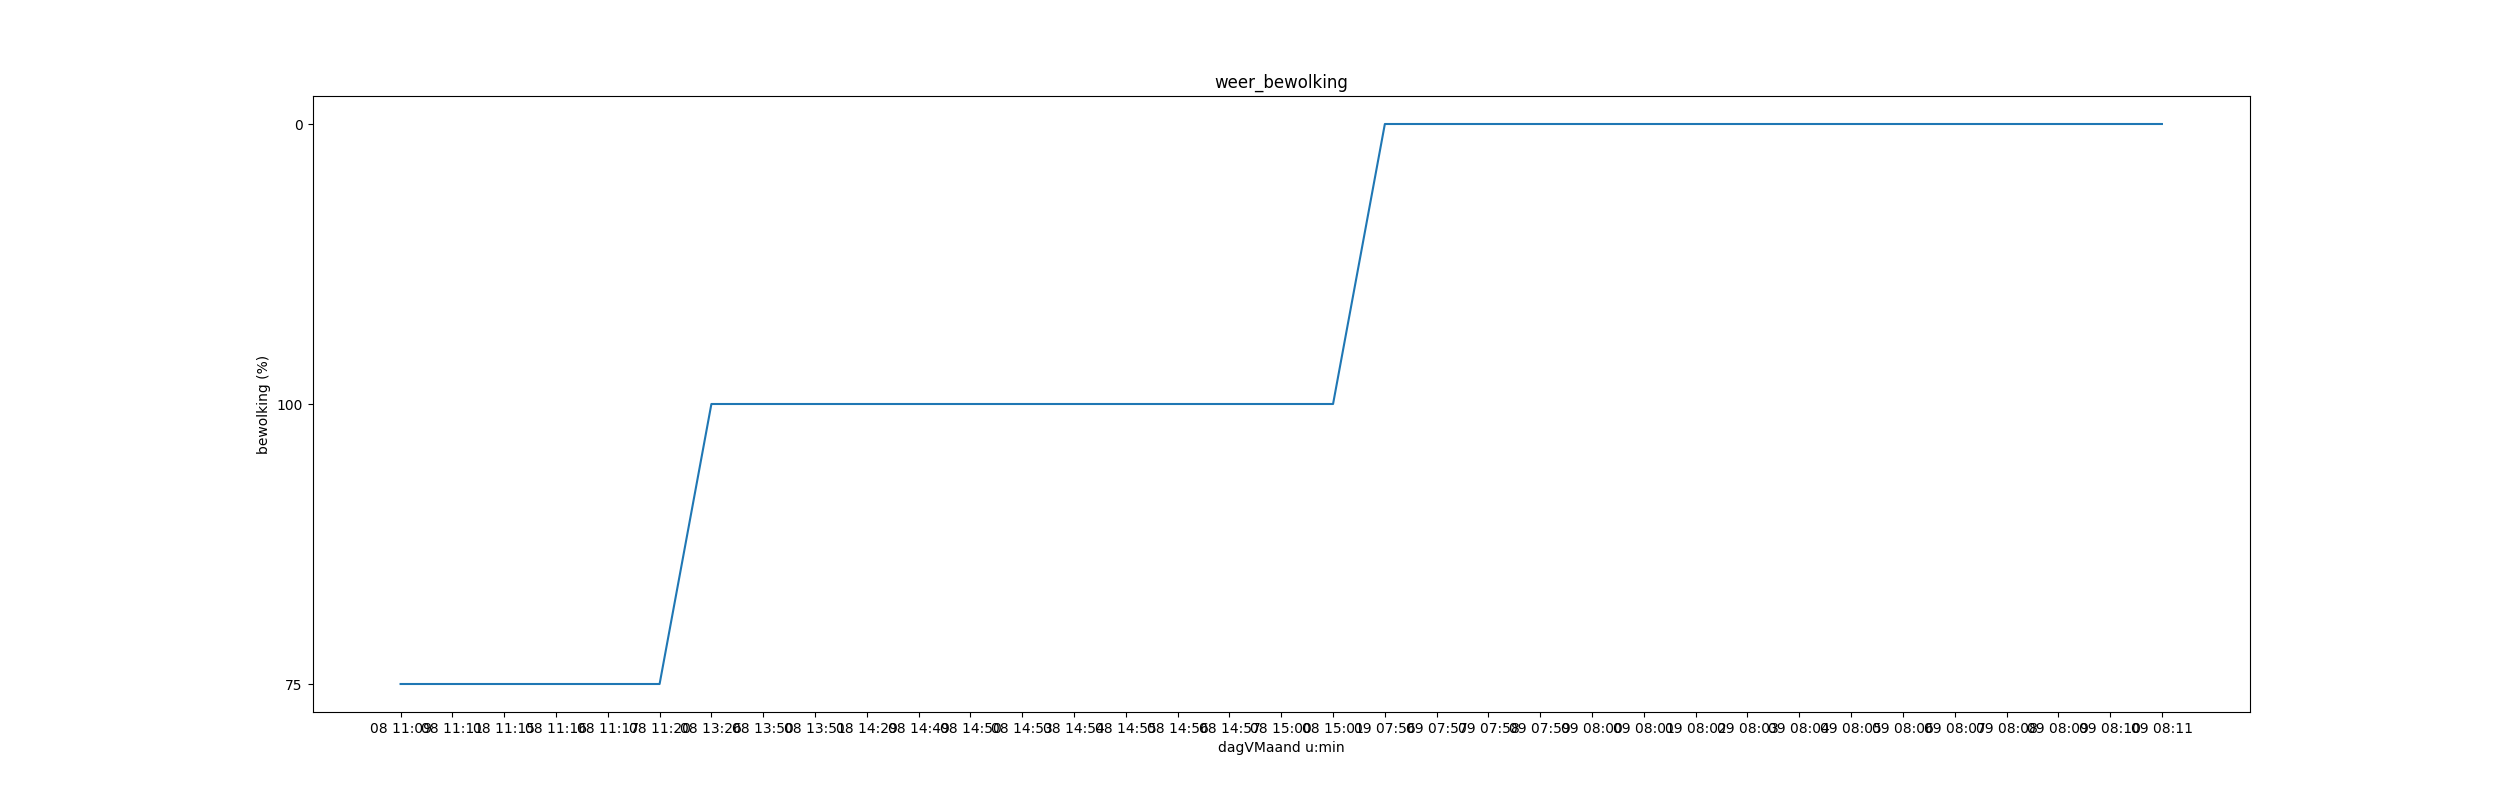 weer_bewolking
0
100
75
bewolking (%)
08 11:09 08 11:11 08 11:15 08 11:16 08 11:17 08 11:20 08 13:26 08 13:50 08 13:51 08 14:29 08 14:49 08 14:50 08 14:53 08 14:54 08 14:55 08 14:56 08 14:57 08 15:00 08 15:01 09 07:56 09 07:57 09 07:58 09 07:59 09 08:00 09 08:01 09 08:02 09 08:03 09 08:04 09 08:05 09 08:06 09 08:07 09 08:08 09 08:09 09 08:10 09 08:11
dagVMaand u:min